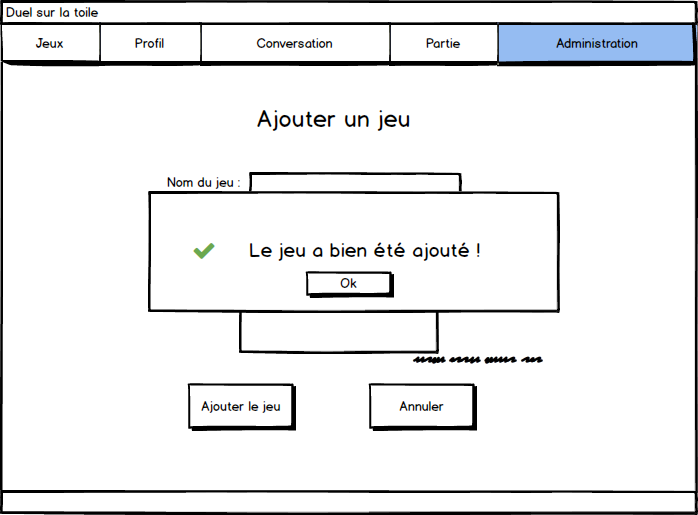 Duel sur la toile
Jeux Profil Conversation Partie Administration
Ajouter un jeu
Nom du jeu :
Le jeu a bien été ajouté !
Ok
Ajouter le jeu Annuler